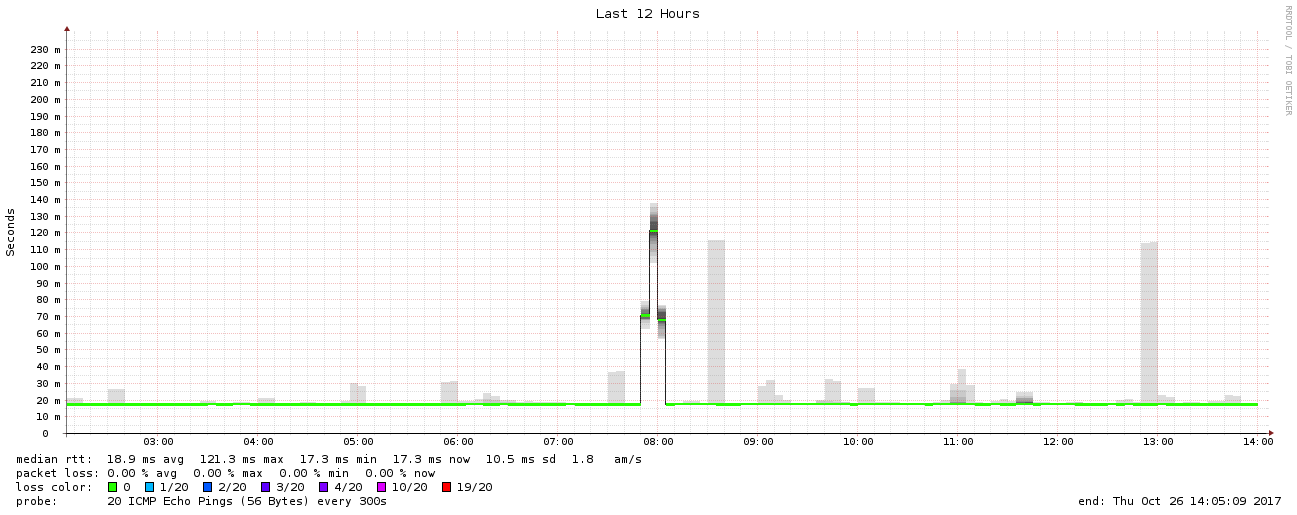 Last 12 Hours
RRDTOOL / TOBI OETIKER
Seconds
230 m
220 m
210 m
200 m
190 m
180 m
170 m
160 m
150 m
140 m
130 m
120 m
110 m
100 m
90 m
80 m
70 m
60 m
50 m
40 m
30 m
20 m
10 m
0
03:00 04:00 05:00 06:00 07:00 08:00 09:00 10:00 11:00 12:00 13:00 14:00
median rtt: 18.9 ms avg 121.3 ms max 17.3 ms min 17.3 ms now 10.5 ms sd 1.8 am/s
packet loss: 0.00 % avg 0.00 % max 0.00 % min 0.00 % now
loss color: 0 1/20 2/20 3/20 4/20 10/20 19/20
probe: 20 ICMP Echo Pings (56 Bytes) every 300s end: Thu Oct 26 14:05:09 2017